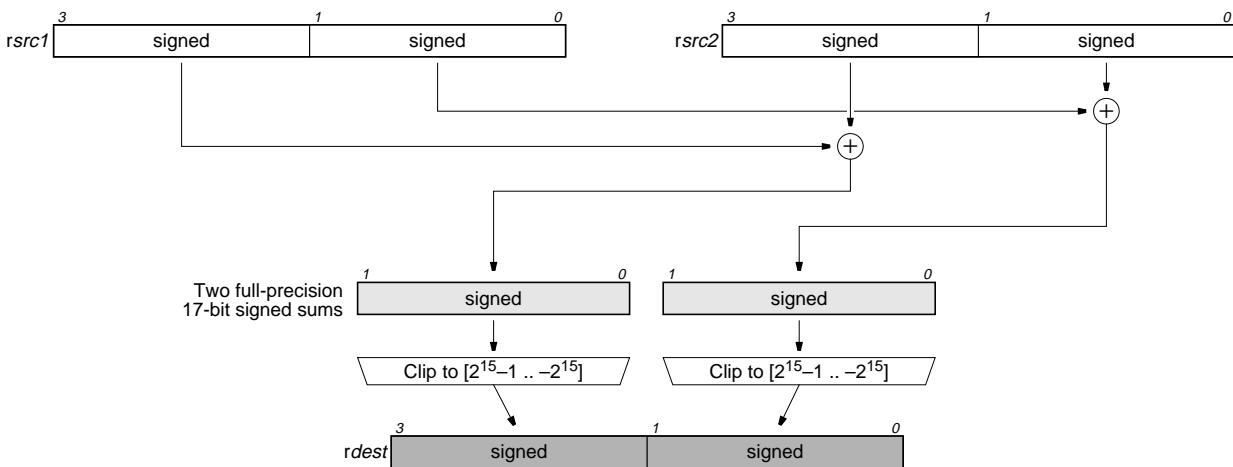 3 1 0 3 1 0
rsrc1 signed signed rsrc2 signed signed
+
+
1 0 1 0
Two full-precision
17-bit signed sums
signed signed
Clip to [2¹⁵–1 .. –2¹⁵] Clip to [2¹⁵–1 .. –2¹⁵]
3 1 0
rdest signed signed